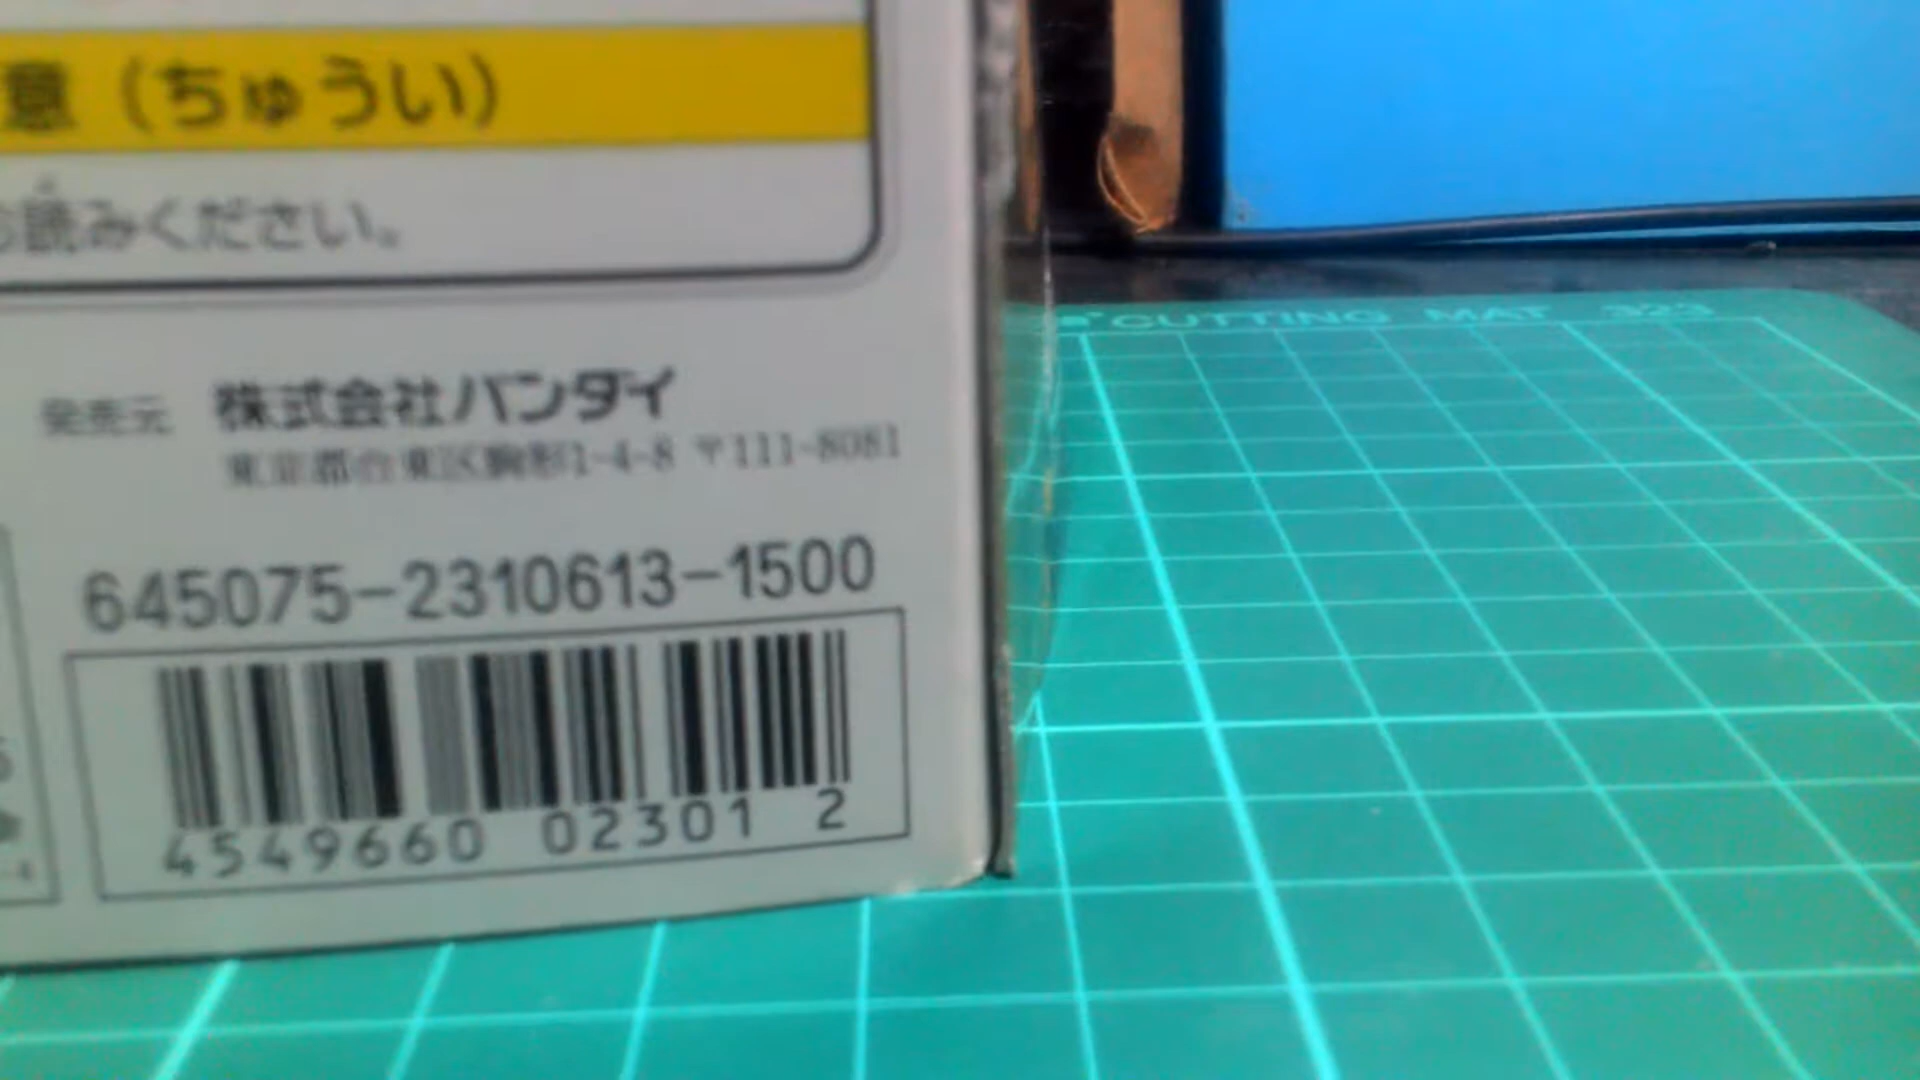 意（ちゅうい）
お読みください。
発売元 株式会社バンダイ
東京都台東区駒形1-4-8 〒111-8081
645075-2310613-1500
4549660 02301 2
CUTTING MAT 323